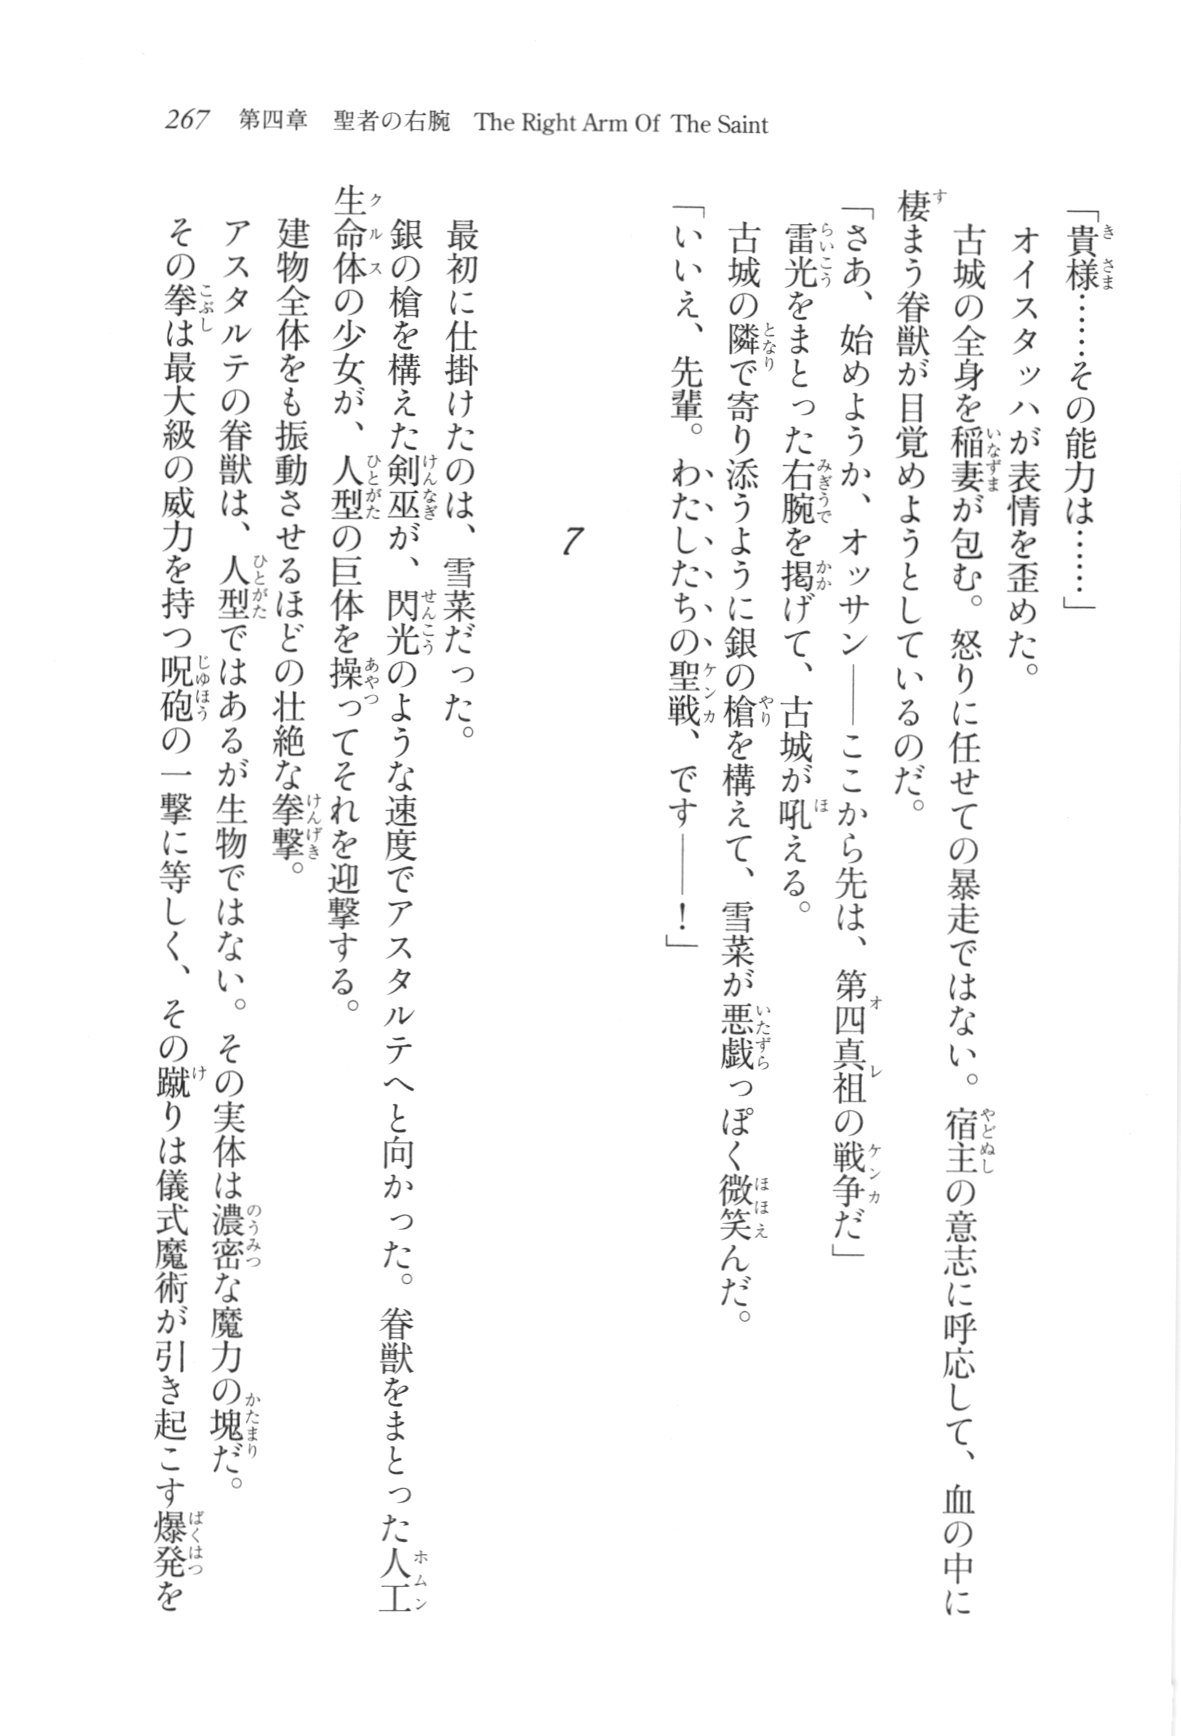 267 第四章 聖者の右腕 The Right Arm Of The Saint
「貴様……その能力は……」
オイスタッハが表情を歪めた。
古城の全身を稲妻が包む。怒りに任せての暴走ではない。宿主の意志に呼応して、血の中に
棲まう眷獣が目覚めようとしているのだ。
「さあ、始めようか、オッサン――ここから先は、第四真祖の戦争だ」
雷光をまとった右腕を掲げて、古城が吼える。
古城の隣で寄り添うように銀の槍を構えて、雪菜が悪戯っぽく微笑んだ。
「いいえ、先輩。わたしたちの聖戦、です――！」
7
最初に仕掛けたのは、雪菜だった。
銀の槍を構えた剣巫が、閃光のような速度でアスタルテへと向かった。眷獣をまとった人工
生命体の少女が、人型の巨体を操ってそれを迎撃する。
建物全体をも振動させるほどの壮絶な拳撃。
アスタルテの眷獣は、人型ではあるが生物ではない。その実体は濃密な魔力の塊だ。
その拳は最大級の威力を持つ呪砲の一撃に等しく、その蹴りは儀式魔術が引き起こす爆発を